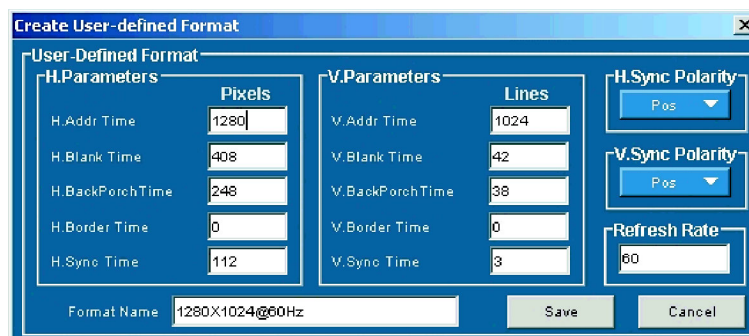 Create User-defined Format
User-Defined Format
H.Parameters
Pixels
H.Addr Time 1280
H.Blank Time 408
H.BackPorchTime 248
H.Border Time 0
H.Sync Time 112
V.Parameters
Lines
V.Addr Time 1024
V.Blank Time 42
V.BackPorchTime 38
V.Border Time 0
V.Sync Time 3
H.Sync Polarity
Pos
V.Sync Polarity
Pos
Refresh Rate
60
Format Name 1280X1024@60Hz
Save
Cancel